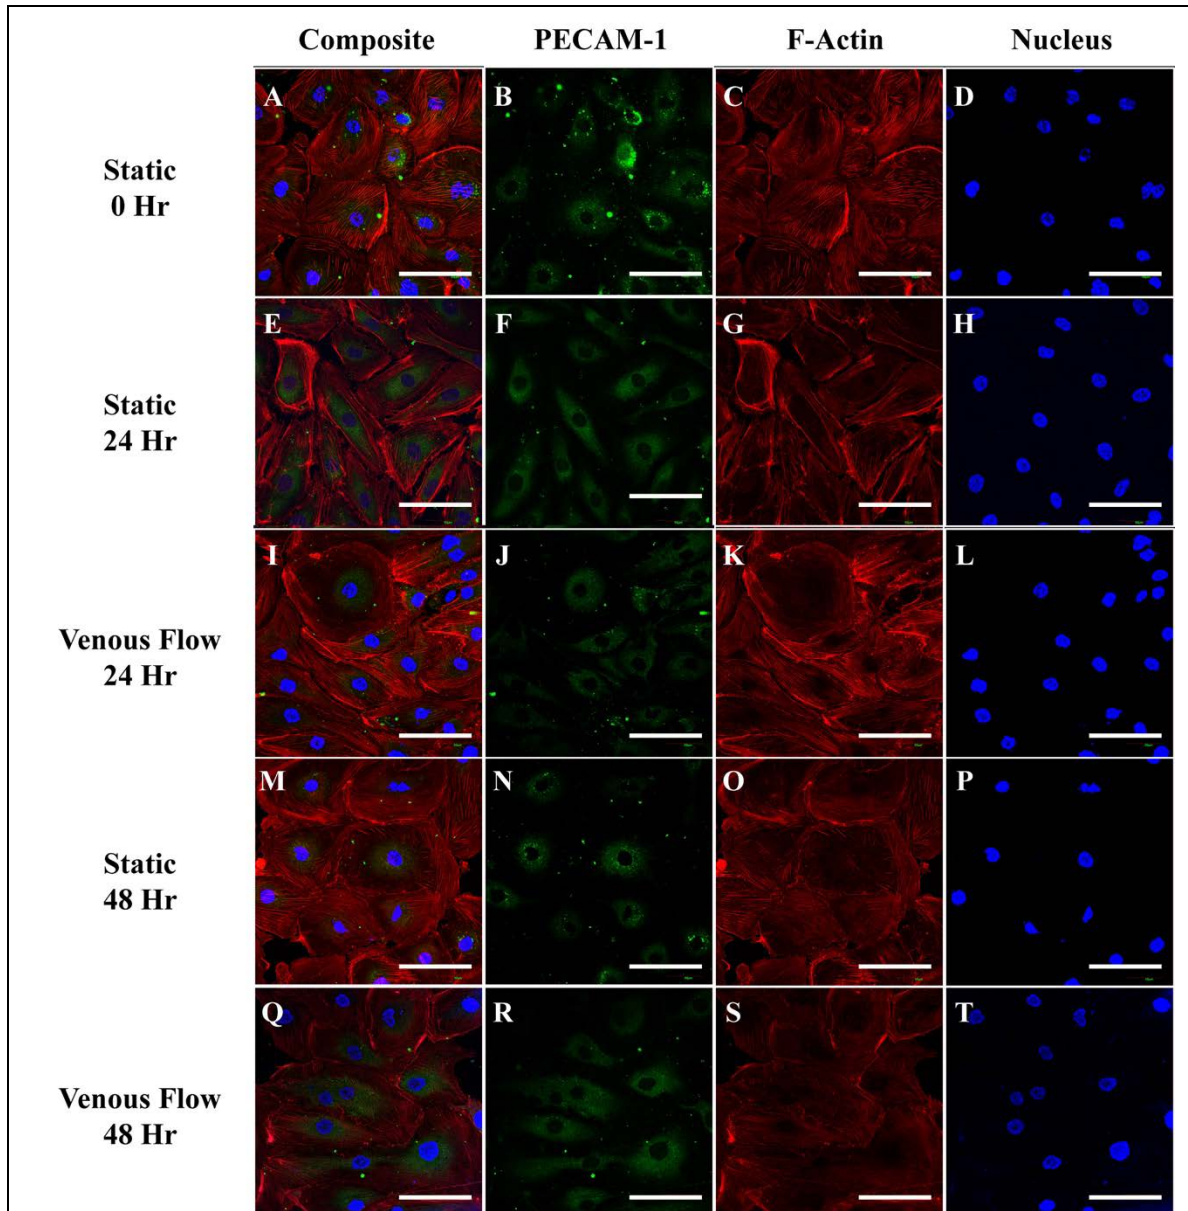 Composite PECAM-1 F-Actin Nucleus
A B C D
Static
0 Hr
E F G H
Static
24 Hr
I J K L
Venous Flow
24 Hr
M N O P
Static
48 Hr
Q R S T
Venous Flow
48 Hr